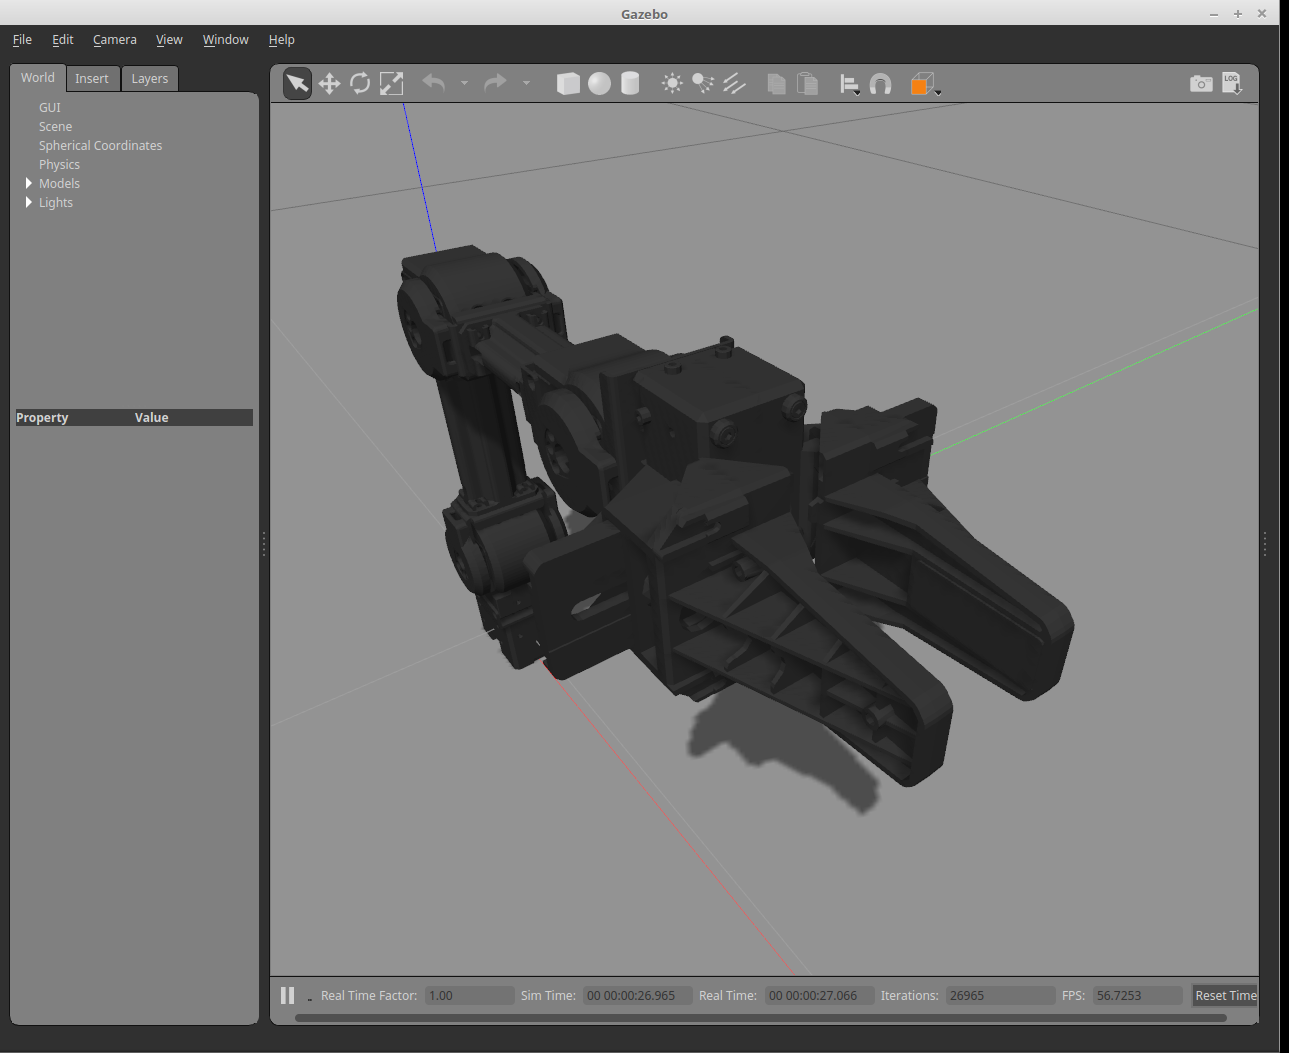 Gazebo
File Edit Camera View Window Help
World Insert Layers
GUI
Scene
Spherical Coordinates
Physics
Models
Lights
Property Value
LOG
Real Time Factor: 1.00 Sim Time: 00 00:00:26.965 Real Time: 00 00:00:27.066 Iterations: 26965 FPS: 56.7253 Reset Time